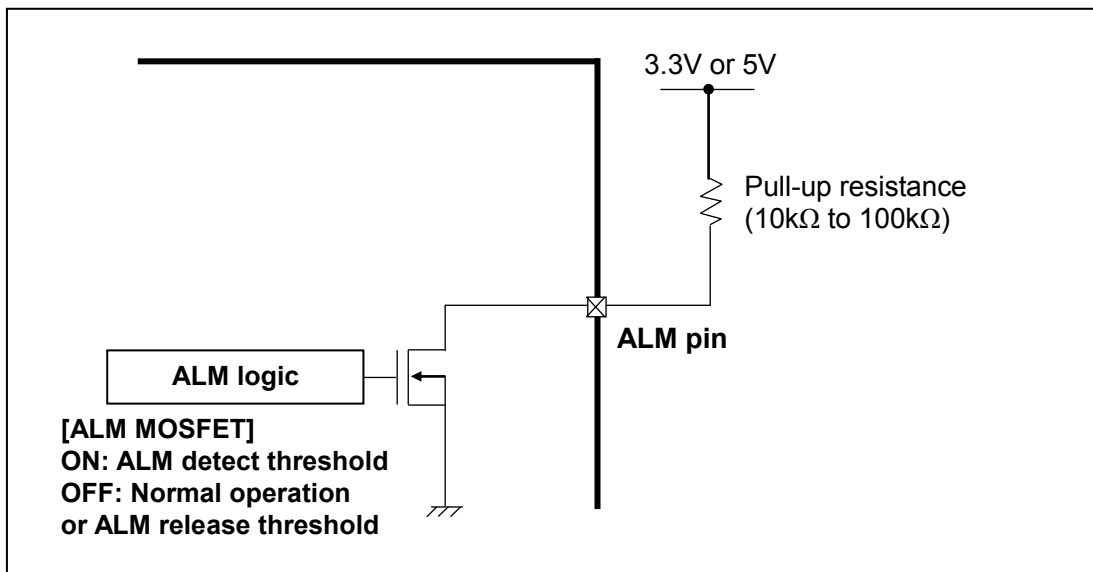 3.3V or 5V
Pull-up resistance
(10kΩ to 100kΩ)
ALM pin
ALM logic
[ALM MOSFET]
ON: ALM detect threshold
OFF: Normal operation
or ALM release threshold